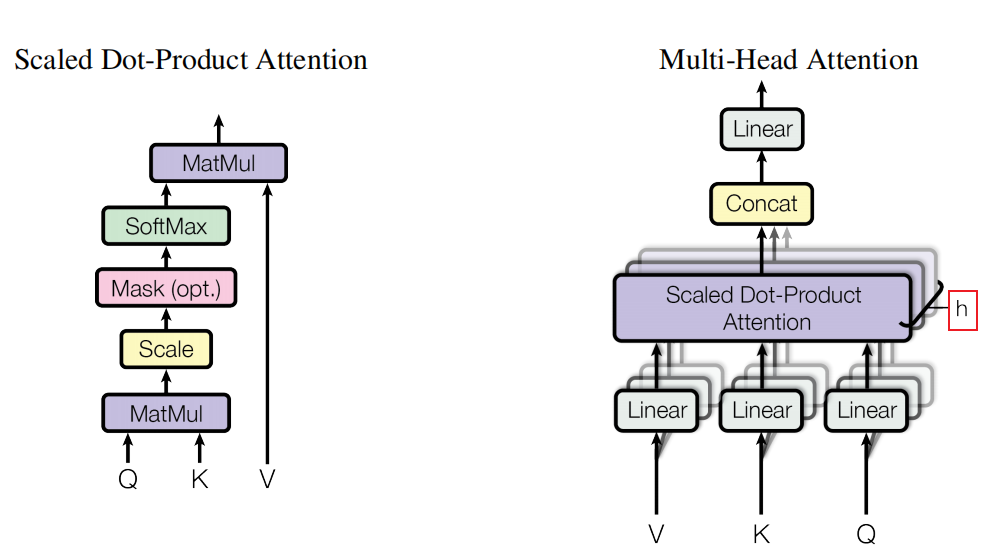 Scaled Dot-Product Attention
MatMul
SoftMax
Mask (opt.)
Scale
MatMul
Q K V
Multi-Head Attention
Linear
Concat
Scaled Dot-Product
Attention
h
Linear Linear Linear
V K Q